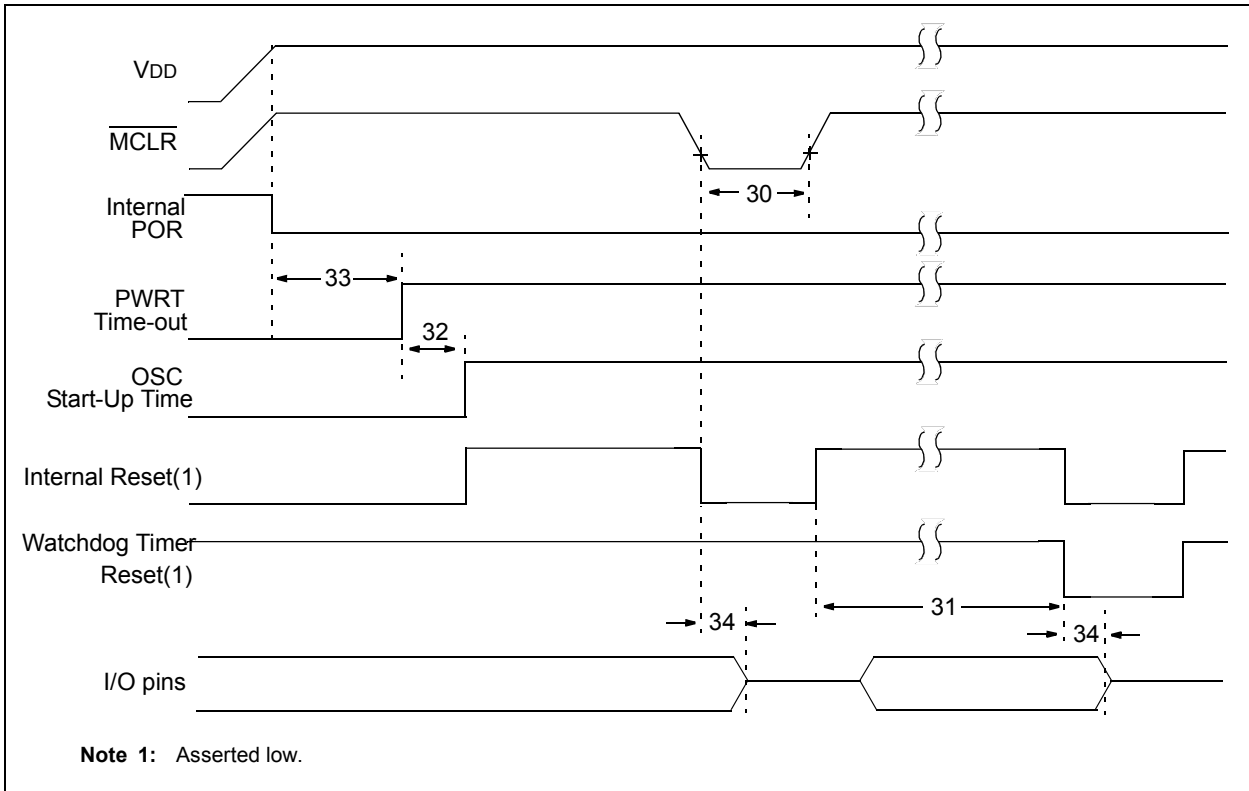 VDD
MCLR
30
Internal
POR
33
PWRT
Time-out
32
OSC
Start-Up Time
Internal Reset(1)
Watchdog Timer
Reset(1)
31
34
34
I/O pins
Note 1: Asserted low.